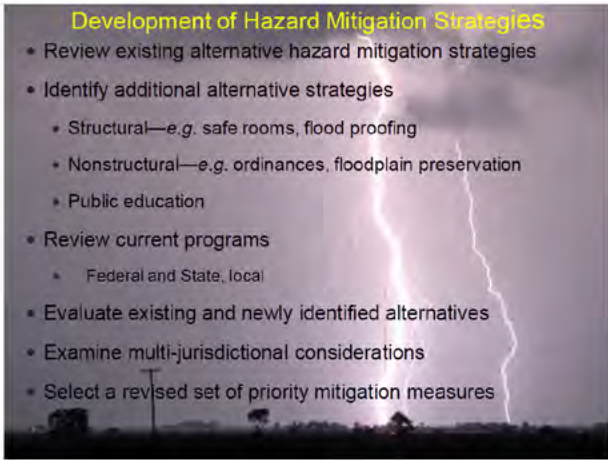 Development of Hazard Mitigation Strategies
• Review existing alternative hazard mitigation strategies
• Identify additional alternative strategies
• Structural—e.g. safe rooms, flood proofing
• Nonstructural—e.g. ordinances, floodplain preservation
• Public education
• Review current programs
• Federal and State, local
• Evaluate existing and newly identified alternatives
• Examine multi-jurisdictional considerations
• Select a revised set of priority mitigation measures